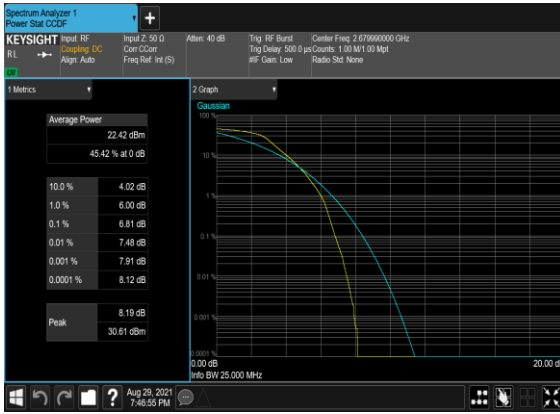 Spectrum Analyzer 1
Power Stat CCDF
+
KEYSIGHT
RL
Input: RF
Coupling: DC
Align: Auto
Input Z: 50 Ω
Corr CCorr
Freq Ref: Int (S)
Atten: 40 dB
Trig: RF Burst
Trig Delay: 500.0 µs
#IF Gain: Low
Center Freq: 2.679990000 GHz
Counts: 1.00 M/1.00 Mpt
Radio Std: None
1 Metrics
Average Power
22.42 dBm
45.42 % at 0 dB
10.0 % 4.02 dB
1.0 % 6.00 dB
0.1 % 6.81 dB
0.01 % 7.48 dB
0.001 % 7.91 dB
0.0001 % 8.12 dB
Peak
8.19 dB
30.61 dBm
2 Graph
Gaussian
100 %
10 %
1 %
0.1 %
0.01 %
0.001 %
0.0001 %
0.00 dB
20.00 dB
Info BW 25.000 MHz
?
Aug 29, 2021
7:46:55 PM